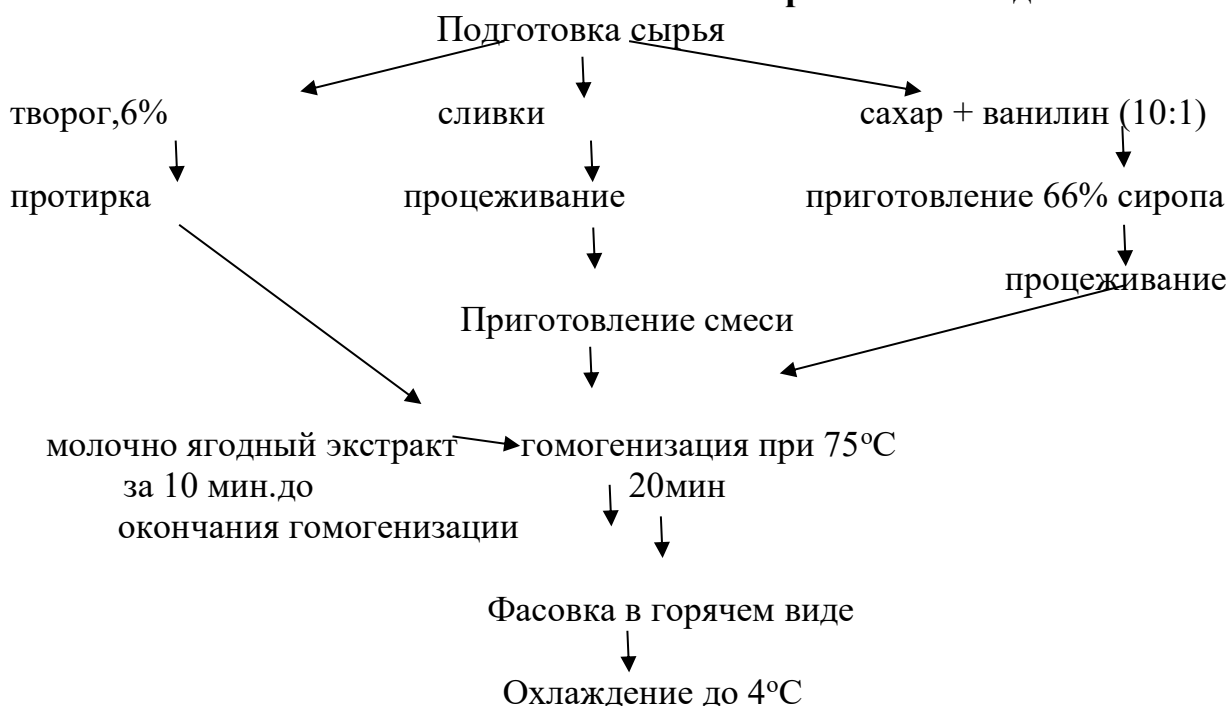 Подготовка сырья
творог,6% сливки сахар + ванилин (10:1)
протирка процеживание приготовление 66% сиропа
процеживание
Приготовление смеси
молочно ягодный экстракт гомогенизация при 75°С
за 10 мин.до 20мин
окончания гомогенизации
Фасовка в горячем виде
Охлаждение до 4°С